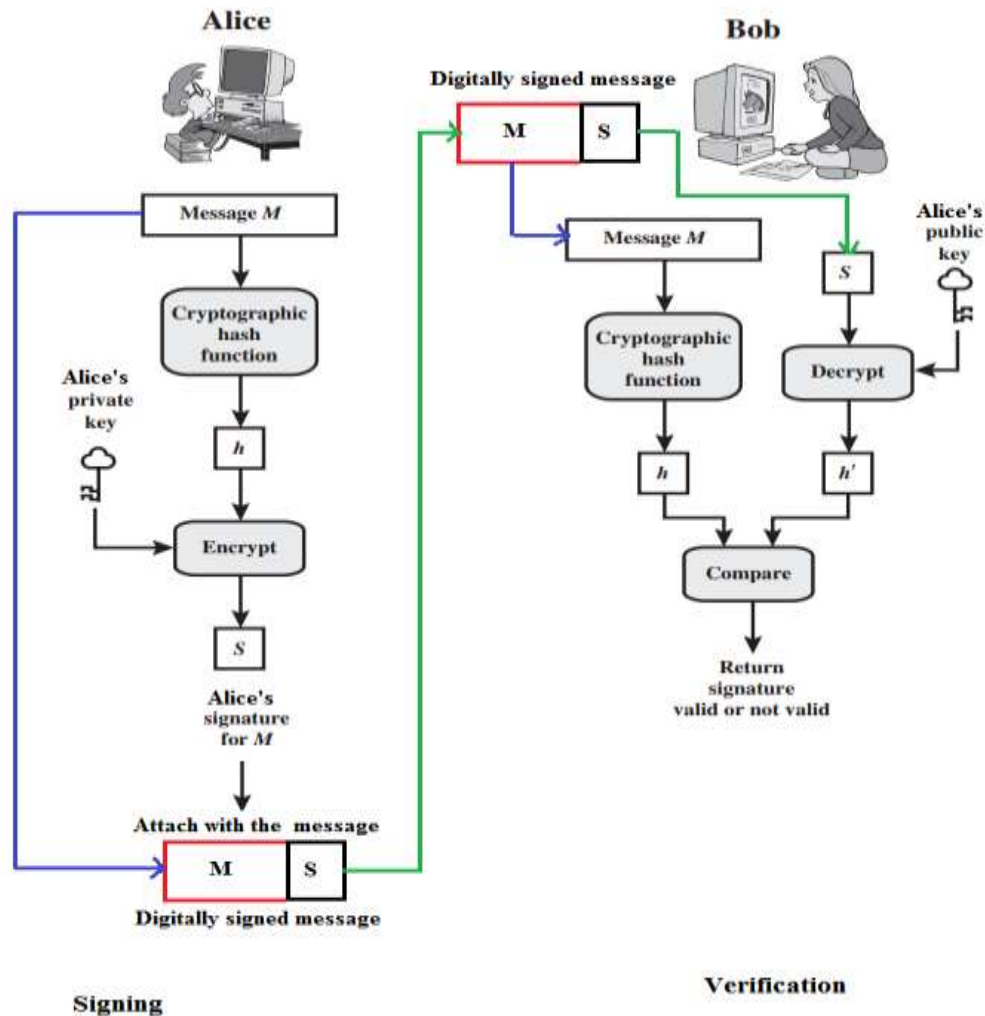 Alice
Message M
Cryptographic
hash
function
Alice's
private
key
h
Encrypt
S
Alice's
signature
for M
Attach with the message
M S
Digitally signed message
Signing
Bob
Digitally signed message
M S
Message M
Cryptographic
hash
function
h
Alice's
public
key
S
Decrypt
h'
Compare
Return
signature
valid or not valid
Verification